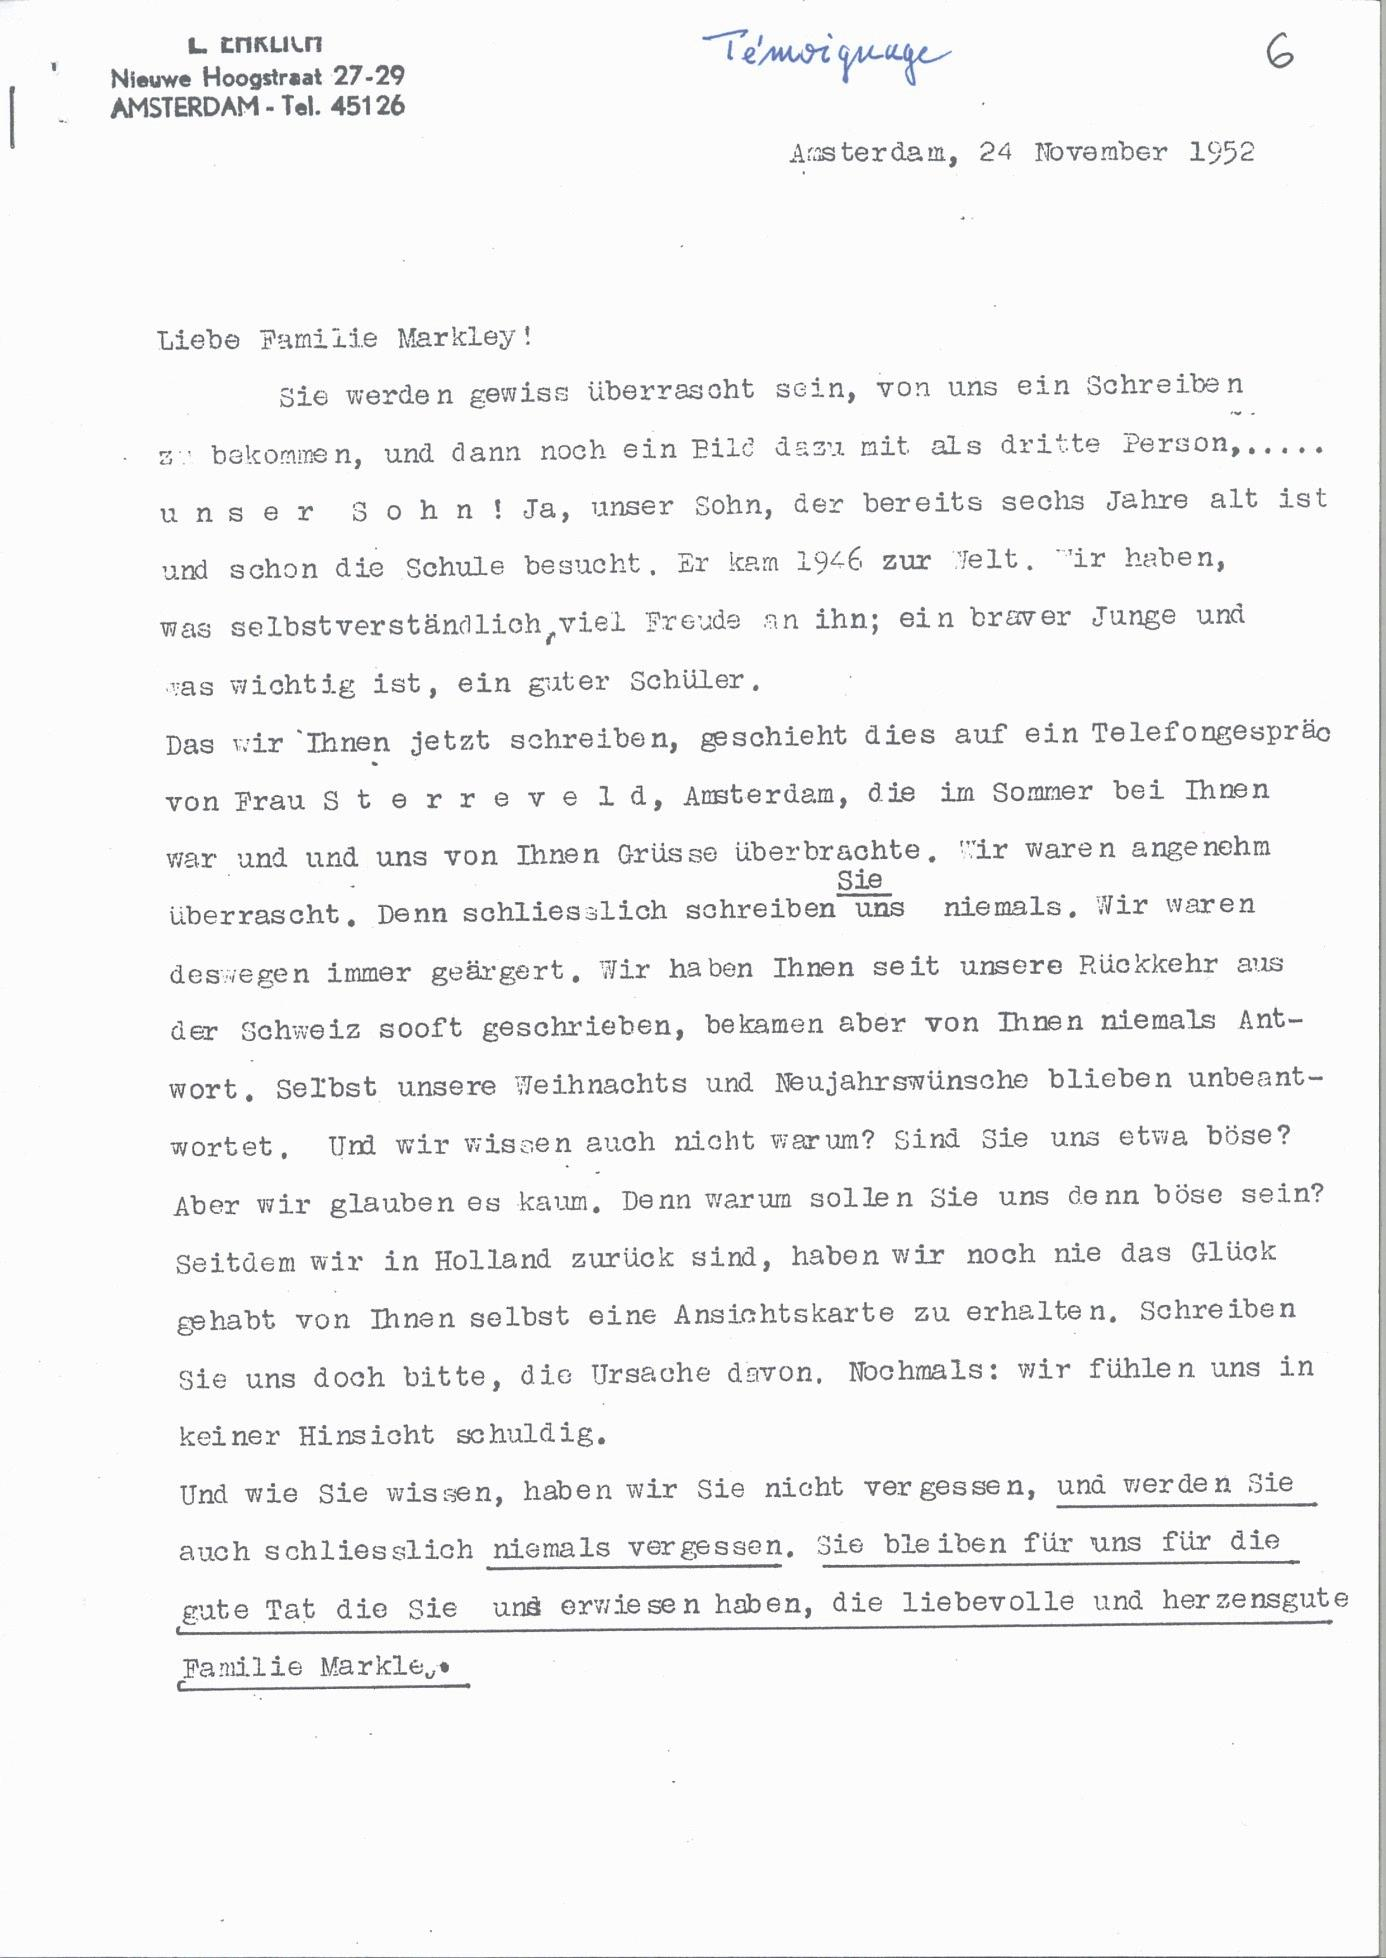 Témoignage
6
Nieuwe Hoogstraat 27-29
AMSTERDAM - Tel. 45126
Amsterdam, 24 November 1952
Liebe Familie Markley!
Sie werden gewiss überrascht sein, von uns ein Schreiben
zu bekommen, und dann noch ein Bild dazu mit als dritte Person,.....
u n s e r S o h n ! Ja, unser Sohn, der bereits sechs Jahre alt ist
und schon die Schule besucht. Er kam 1946 zur Welt. Wir haben,
was selbstverständlich, viel Freude an ihn; ein braver Junge und
was wichtig ist, ein guter Schüler.
Das wir Ihnen jetzt schreiben, geschieht dies auf ein Telefongespräc
von Frau S t e r r e v e l d, Amsterdam, die im Sommer bei Ihnen
war und und uns von Ihnen Grüsse überbrachte. Wir waren angenehm
überrascht. Denn schliesslich schreiben Sie uns niemals. Wir waren
deswegen immer geärgert. Wir haben Ihnen seit unsere Rückkehr aus
der Schweiz sooft geschrieben, bekamen aber von Ihnen niemals Ant-
wort. Selbst unsere Weihnachts und Neujahrswünsche blieben unbeant-
wortet. Und wir wissen auch nicht warum? Sind Sie uns etwa böse?
Aber wir glauben es kaum. Denn warum sollen Sie uns denn böse sein?
Seitdem wir in Holland zurück sind, haben wir noch nie das Glück
gehabt von Ihnen selbst eine Ansichtskarte zu erhalten. Schreiben
Sie uns doch bitte, die Ursache davon. Nochmals: wir fühlen uns in
keiner Hinsicht schuldig.
Und wie Sie wissen, haben wir Sie nicht vergessen, und werden Sie
auch schliesslich niemals vergessen. Sie bleiben für uns für die
gute Tat die Sie uns erwiesen haben, die liebevolle und herzensgute
Familie Markley.